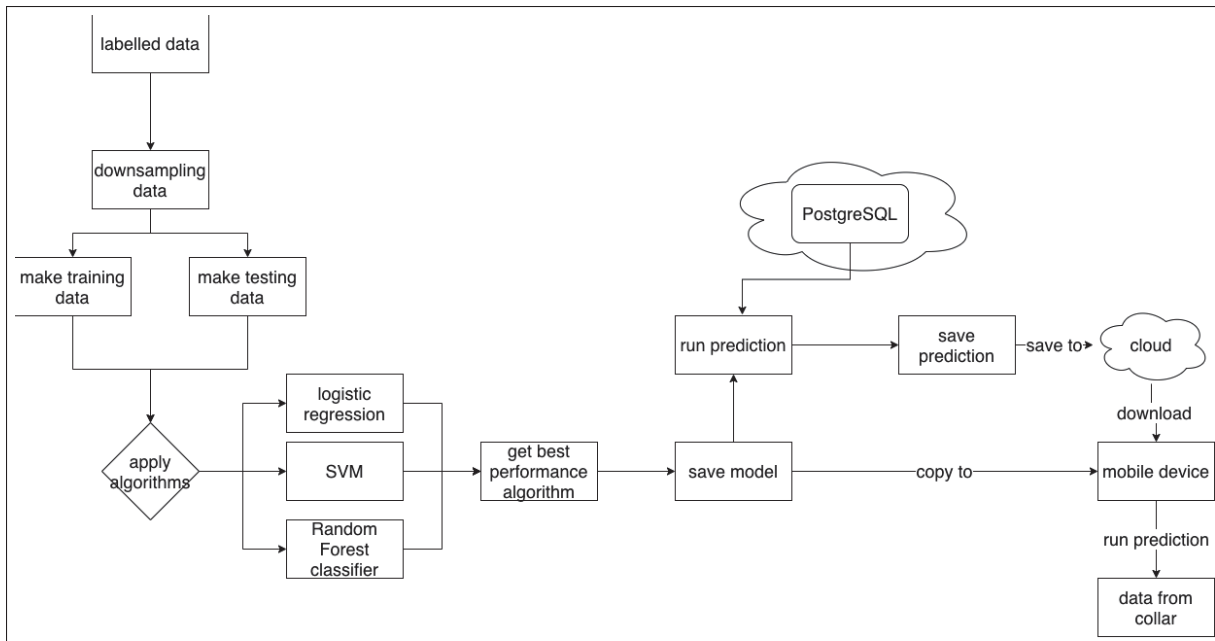 labelled data
downsampling
data
make training
data
make testing
data
apply
algorithms
logistic
regression
SVM
Random
Forest
classifier
get best
performance
algorithm
save model
PostgreSQL
run prediction
save
prediction
save to
cloud
download
copy to
mobile device
run prediction
data from
collar